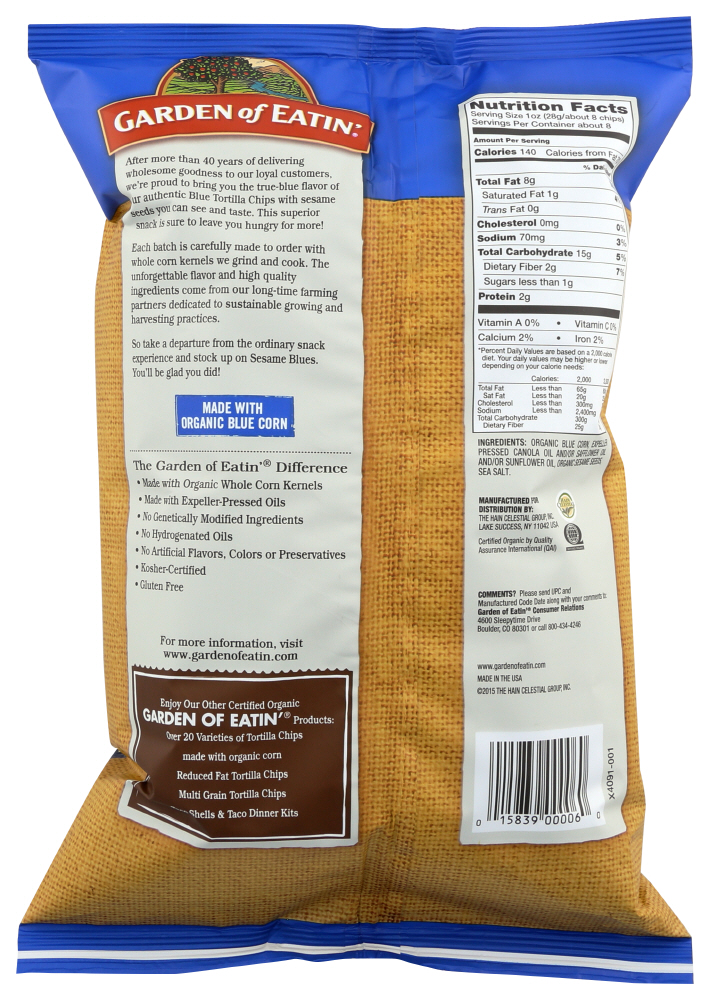 GARDEN of EATIN'®
After more than 40 years of delivering
wholesome goodness to our loyal customers,
we're proud to bring you the true-blue flavor of
our authentic Blue Tortilla Chips with sesame
seeds you can see and taste. This superior
snack is sure to leave you hungry for more!
Each batch is carefully made to order with
whole corn kernels we grind and cook. The
unforgettable flavor and high quality
ingredients come from our long-time farming
partners dedicated to sustainable growing and
harvesting practices.
So take a departure from the ordinary snack
experience and stock up on Sesame Blues.
You'll be glad you did!
MADE WITH
ORGANIC BLUE CORN
The Garden of Eatin'® Difference
• Made with Organic Whole Corn Kernels
• Made with Expeller-Pressed Oils
• No Genetically Modified Ingredients
• No Hydrogenated Oils
• No Artificial Flavors, Colors or Preservatives
• Kosher-Certified
• Gluten Free
For more information, visit
www.gardenofeatin.com
Enjoy Our Other Certified Organic
GARDEN OF EATIN'® Products:
Over 20 Varieties of Tortilla Chips
made with organic corn
Reduced Fat Tortilla Chips
Multi Grain Tortilla Chips
Shells & Taco Dinner Kits
Nutrition Facts
Serving Size 1oz (28g/about 8 chips)
Servings Per Container about 8
Amount Per Serving
Calories 140 Calories from
%
Total Fat 8g
Saturated Fat 1g
Trans Fat 0g
Cholesterol 0mg 0%
Sodium 70mg 3%
Total Carbohydrate 15g 5%
Dietary Fiber 2g 7%
Sugars less than 1g
Protein 2g
Vitamin A 0% • Vitamin C 0%
Calcium 2% • Iron 2%
*Percent Daily Values are based on a 2,000 calorie
diet. Your daily values may be higher or lower
depending on your calorie needs:
Calories: 2,000
Total Fat Less than 65g
Sat Fat Less than 20g
Cholesterol Less than 300mg
Sodium Less than 2,400mg
Total Carbohydrate 300g
Dietary Fiber 25g
INGREDIENTS: ORGANIC BLUE CORN, EXPELLER
PRESSED CANOLA OIL AND/OR SAFFLOWER OIL
AND/OR SUNFLOWER OIL, ORGANIC SESAME SEEDS,
SEA SALT.
MANUFACTURED FOR
DISTRIBUTION BY:
THE HAIN CELESTIAL GROUP, INC.
LAKE SUCCESS, NY 11042 USA
Certified Organic by Quality
Assurance International (QAI)
COMMENTS? Please send UPC and
Manufactured Code Date along with your comments to:
Garden of Eatin'® Consumer Relations
4600 Sleepytime Drive
Boulder, CO 80301 or call 800-434-4246
www.gardenofeatin.com
MADE IN THE USA
©2015 THE HAIN CELESTIAL GROUP, INC.
0 15839 00006 0
X4091-001